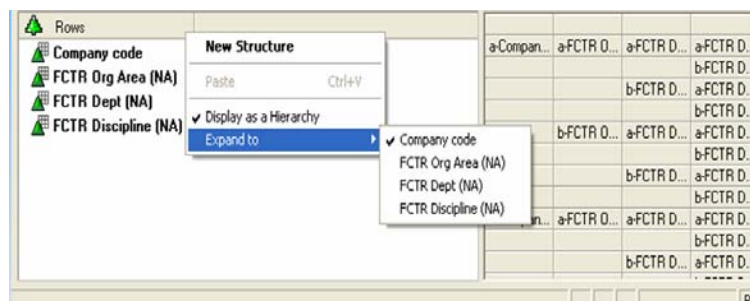 Rows
Company code
FCTR Org Area (NA)
FCTR Dept (NA)
FCTR Discipline (NA)
New Structure
Paste Ctrl+V
Display as a Hierarchy
Expand to
Company code
FCTR Org Area (NA)
FCTR Dept (NA)
FCTR Discipline (NA)
a-Compan... a-FCTR O... a-FCTR D... a-FCTR D.
b-FCTR D.
b-FCTR D... a-FCTR D.
b-FCTR D.
b-FCTR O... a-FCTR D... a-FCTR D.
b-FCTR D.
b-FCTR D... a-FCTR D.
b-FCTR D.
a-FCTR O... a-FCTR D... a-FCTR D.
b-FCTR D.
b-FCTR D... a-FCTR D.